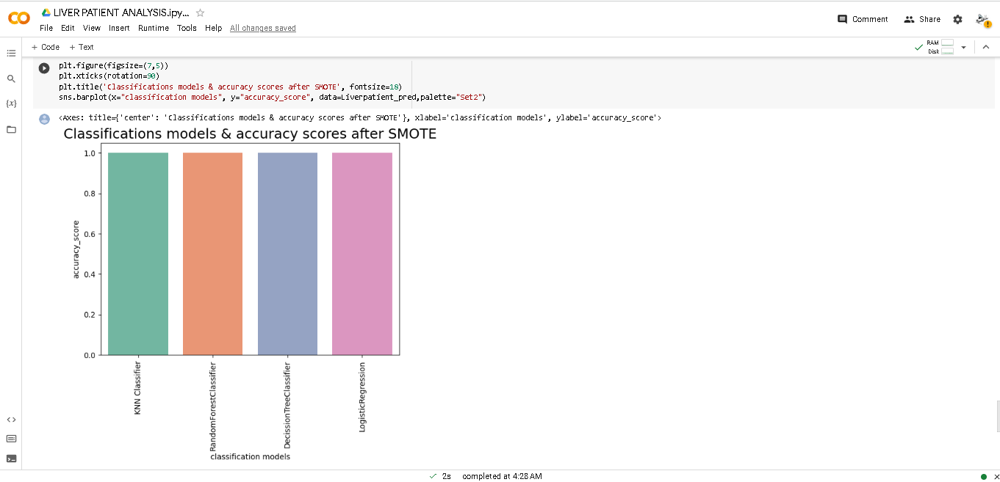 LIVER PATIENT ANALYSIS.ipy...
File Edit View Insert Runtime Tools Help All changes saved
Comment Share
+ Code + Text
RAM
Disk
plt.figure(figsize=(7,5))
plt.xticks(rotation=90)
plt.title('Classifications models & accuracy scores after SMOTE', fontsize=18)
sns.barplot(x="classification models", y="accuracy_score", data=Liverpatient_pred,palette="Set2")
<Axes: title={'center': 'Classifications models & accuracy scores after SMOTE'}, xlabel='classification models', ylabel='accuracy_score'>
Classifications models & accuracy scores after SMOTE
1.0
0.8
0.6
0.4
0.2
0.0
accuracy_score
KNN Classifier
RandomForestClassifier
DecissionTreeClassifier
LogisticRegression
classification models
2s completed at 4:28 AM